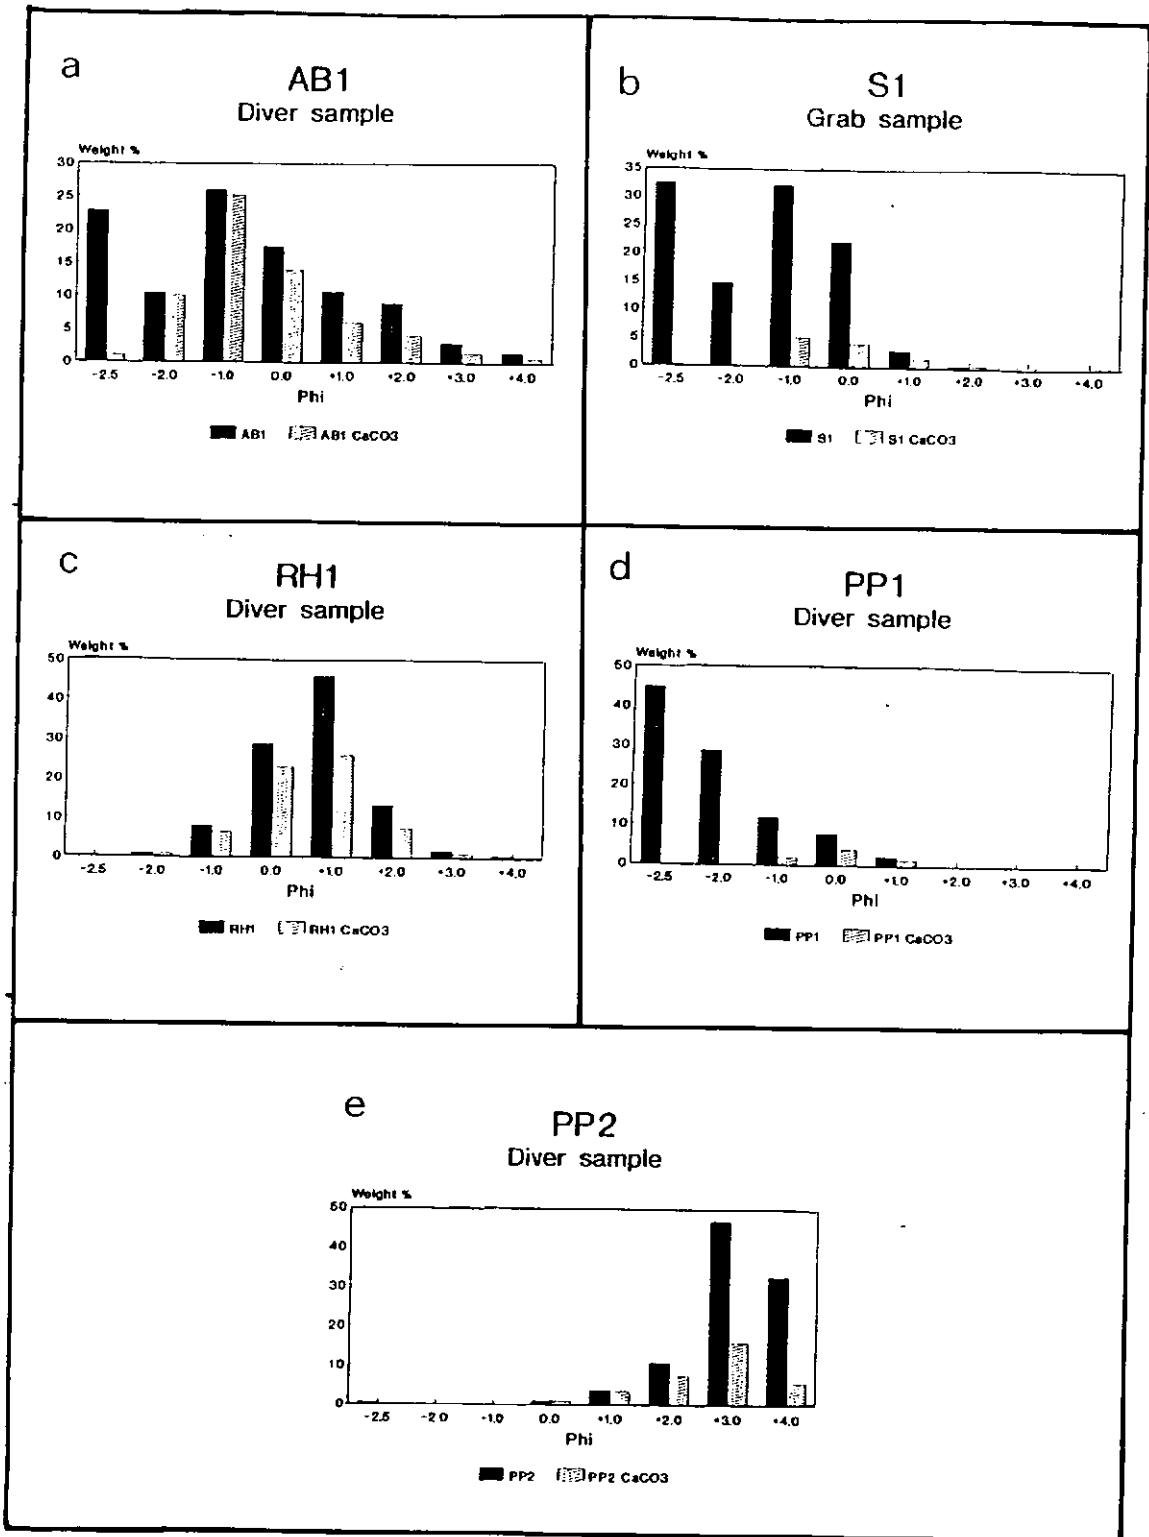 a
AB1
Diver sample
Weight %
30
25
20
15
10
5
0
-2.5 -2.0 -1.0 0.0 +1.0 +2.0 +3.0 +4.0
Phi
AB1 AB1 CaCO3
b
S1
Grab sample
Weight %
35
30
25
20
15
10
5
0
-2.5 -2.0 -1.0 0.0 +1.0 +2.0 +3.0 +4.0
Phi
S1 S1 CaCO3
c
RH1
Diver sample
Weight %
50
40
30
20
10
0
-2.5 -2.0 -1.0 0.0 +1.0 +2.0 +3.0 +4.0
Phi
RH1 RH1 CaCO3
d
PP1
Diver sample
Weight %
50
40
30
20
10
0
-2.5 -2.0 -1.0 0.0 +1.0 +2.0 +3.0 +4.0
Phi
PP1 PP1 CaCO3
e
PP2
Diver sample
Weight %
50
40
30
20
10
0
-2.5 -2.0 -1.0 0.0 +1.0 +2.0 +3.0 +4.0
Phi
PP2 PP2 CaCO3